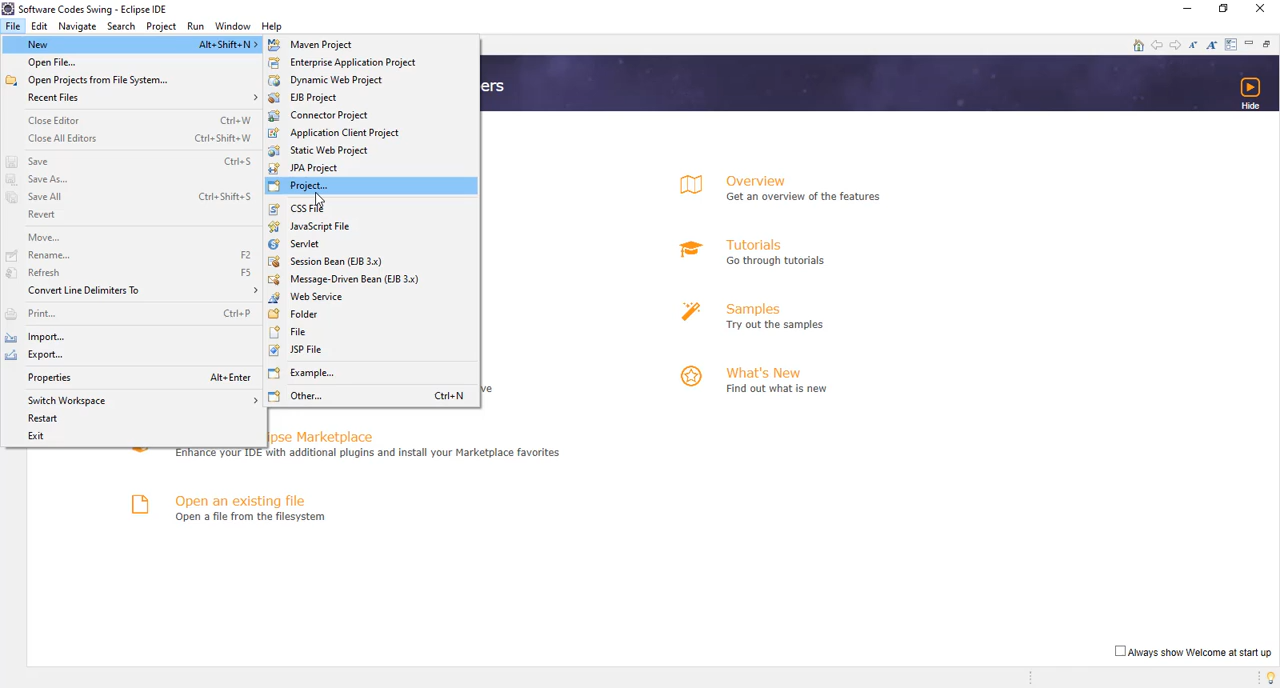 Software Codes Swing - Eclipse IDE
File Edit Navigate Search Project Run Window Help
New Alt+Shift+N >
Open File...
Open Projects from File System...
Recent Files >
Close Editor Ctrl+W
Close All Editors Ctrl+Shift+W
Save Ctrl+S
Save As...
Save All Ctrl+Shift+S
Revert
Move...
Rename... F2
Refresh F5
Convert Line Delimiters To >
Print... Ctrl+P
Import...
Export...
Properties Alt+Enter
Switch Workspace >
Restart
Exit
Maven Project
Enterprise Application Project
Dynamic Web Project
EJB Project
Connector Project
Application Client Project
Static Web Project
JPA Project
Project...
CSS File
JavaScript File
Servlet
Session Bean (EJB 3.x)
Message-Driven Bean (EJB 3.x)
Web Service
Folder
File
JSP File
Example...
Other... Ctrl+N
ers
Hide
ve
ipse Marketplace
Enhance your IDE with additional plugins and install your Marketplace favorites
Open an existing file
Open a file from the filesystem
Overview
Get an overview of the features
Tutorials
Go through tutorials
Samples
Try out the samples
What's New
Find out what is new
Always show Welcome at start up